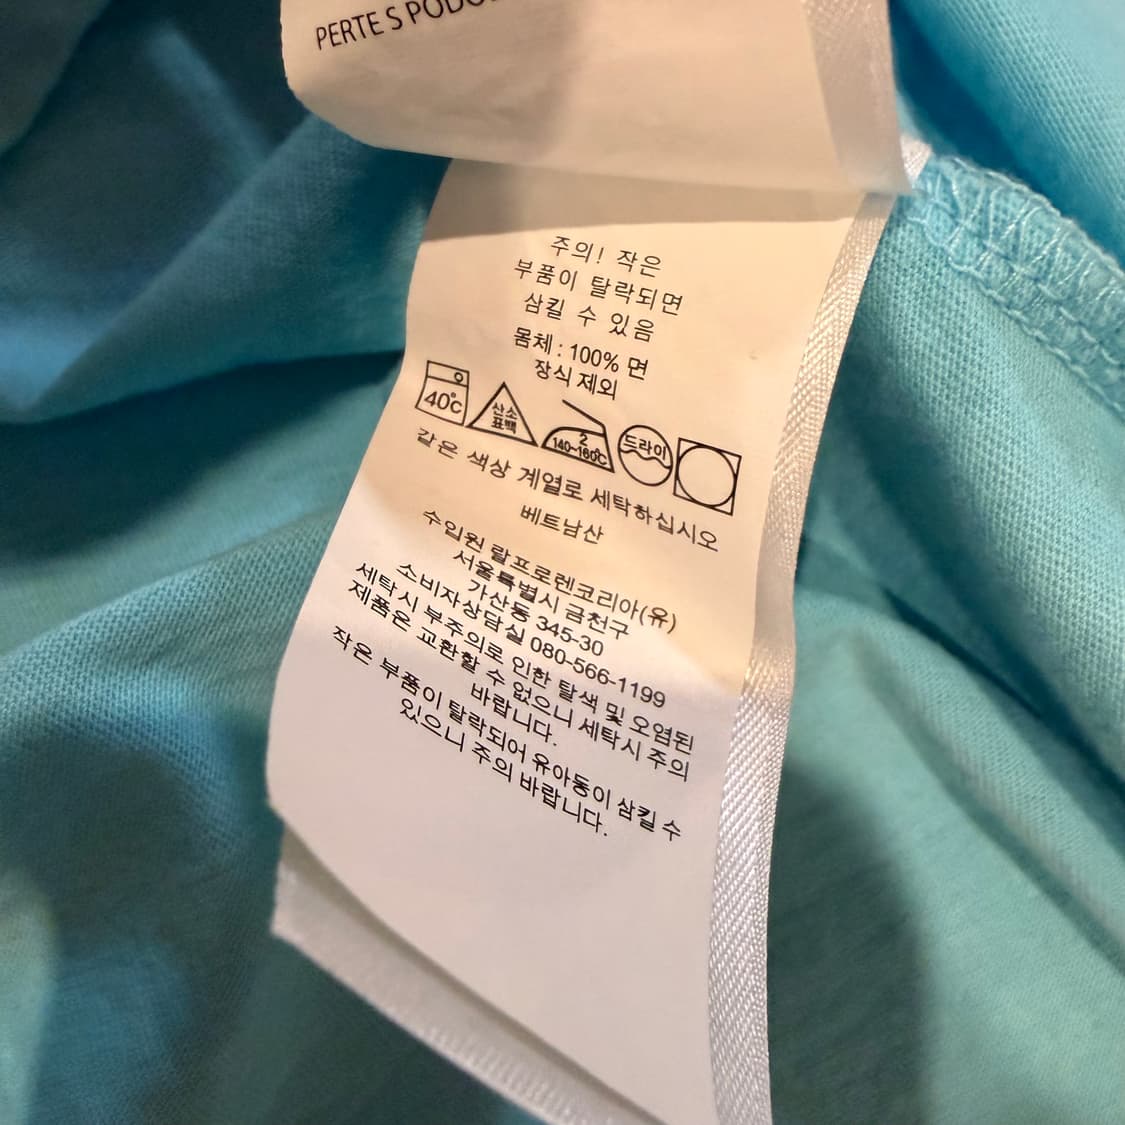 PERTE S
주의! 작은
부품이 탈락되면
삼킬 수 있음
몸체 : 100% 면
장식 제외
40℃ 산소 표백 2 140~160℃ 드라이
같은 색상 계열로 세탁하십시오
베트남산
수입원 랄프로렌코리아(유)
서울특별시 금천구
가산동 345-30
소비자상담실 080-566-1199
세탁시 부주의로 인한 탈색 및 오염된
제품은 교환할 수 없으니 세탁시 주의
바랍니다.
작은 부품이 탈락되어 유아동이 삼킬 수
있으니 주의 바랍니다.